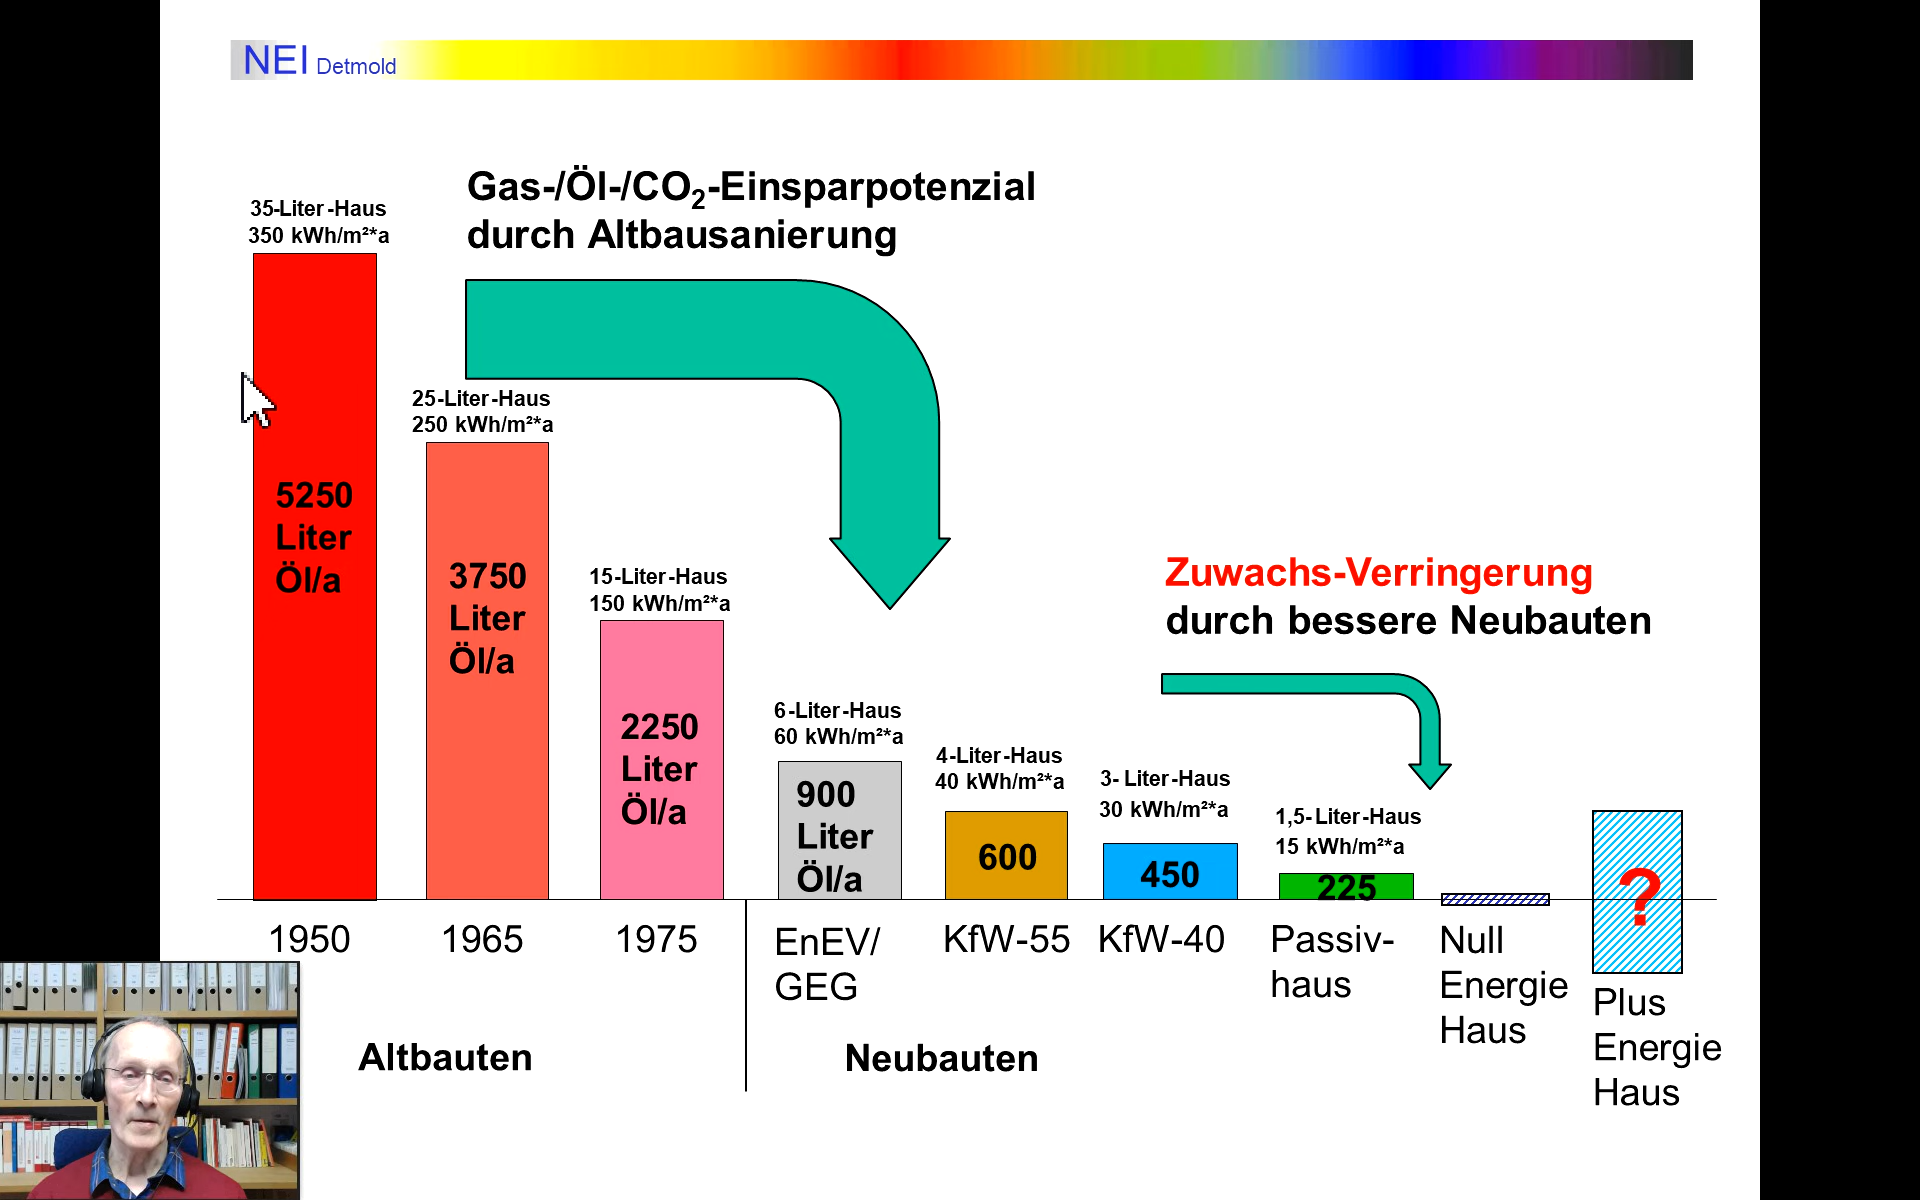 NEI Detmold
Gas-/Öl-/CO₂-Einsparpotenzial
durch Altbausanierung
35-Liter-Haus
350 kWh/m²*a
5250
Liter
Öl/a
25-Liter-Haus
250 kWh/m²*a
3750
Liter
Öl/a
15-Liter-Haus
150 kWh/m²*a
2250
Liter
Öl/a
Zuwachs-Verringerung
durch bessere Neubauten
6-Liter-Haus
60 kWh/m²*a
900
Liter
Öl/a
4-Liter-Haus
40 kWh/m²*a
600
3- Liter-Haus
30 kWh/m²*a
450
1,5- Liter-Haus
15 kWh/m²*a
225
?
1950
1965
1975
EnEV/
GEG
KfW-55
KfW-40
Passiv-
haus
Null
Energie
Haus
Plus
Energie
Haus
Altbauten
Neubauten